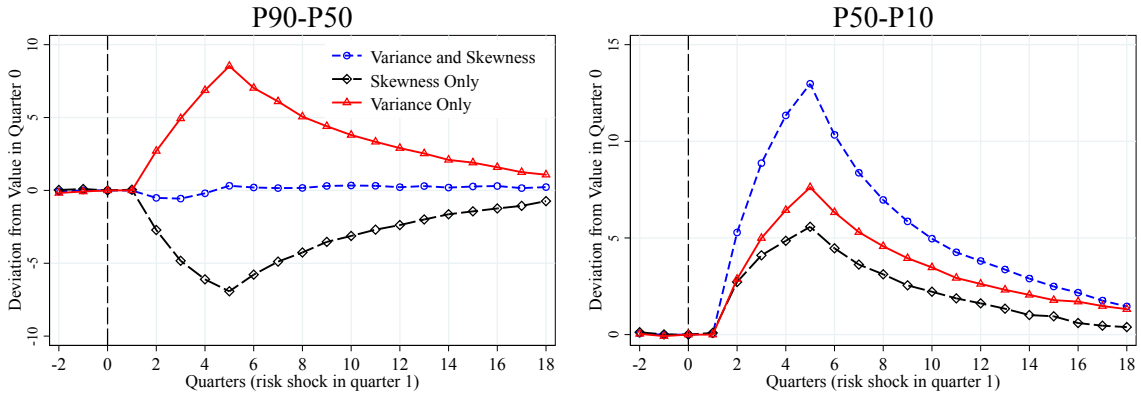 P90-P50
Deviation from Value in Quarter 0
10
5
0
-5
-10
Variance and Skewness
Skewness Only
Variance Only
-2 0 2 4 6 8 10 12 14 16 18
Quarters (risk shock in quarter 1)
P50-P10
Deviation from Value in Quarter 0
15
10
5
0
-2 0 2 4 6 8 10 12 14 16 18
Quarters (risk shock in quarter 1)